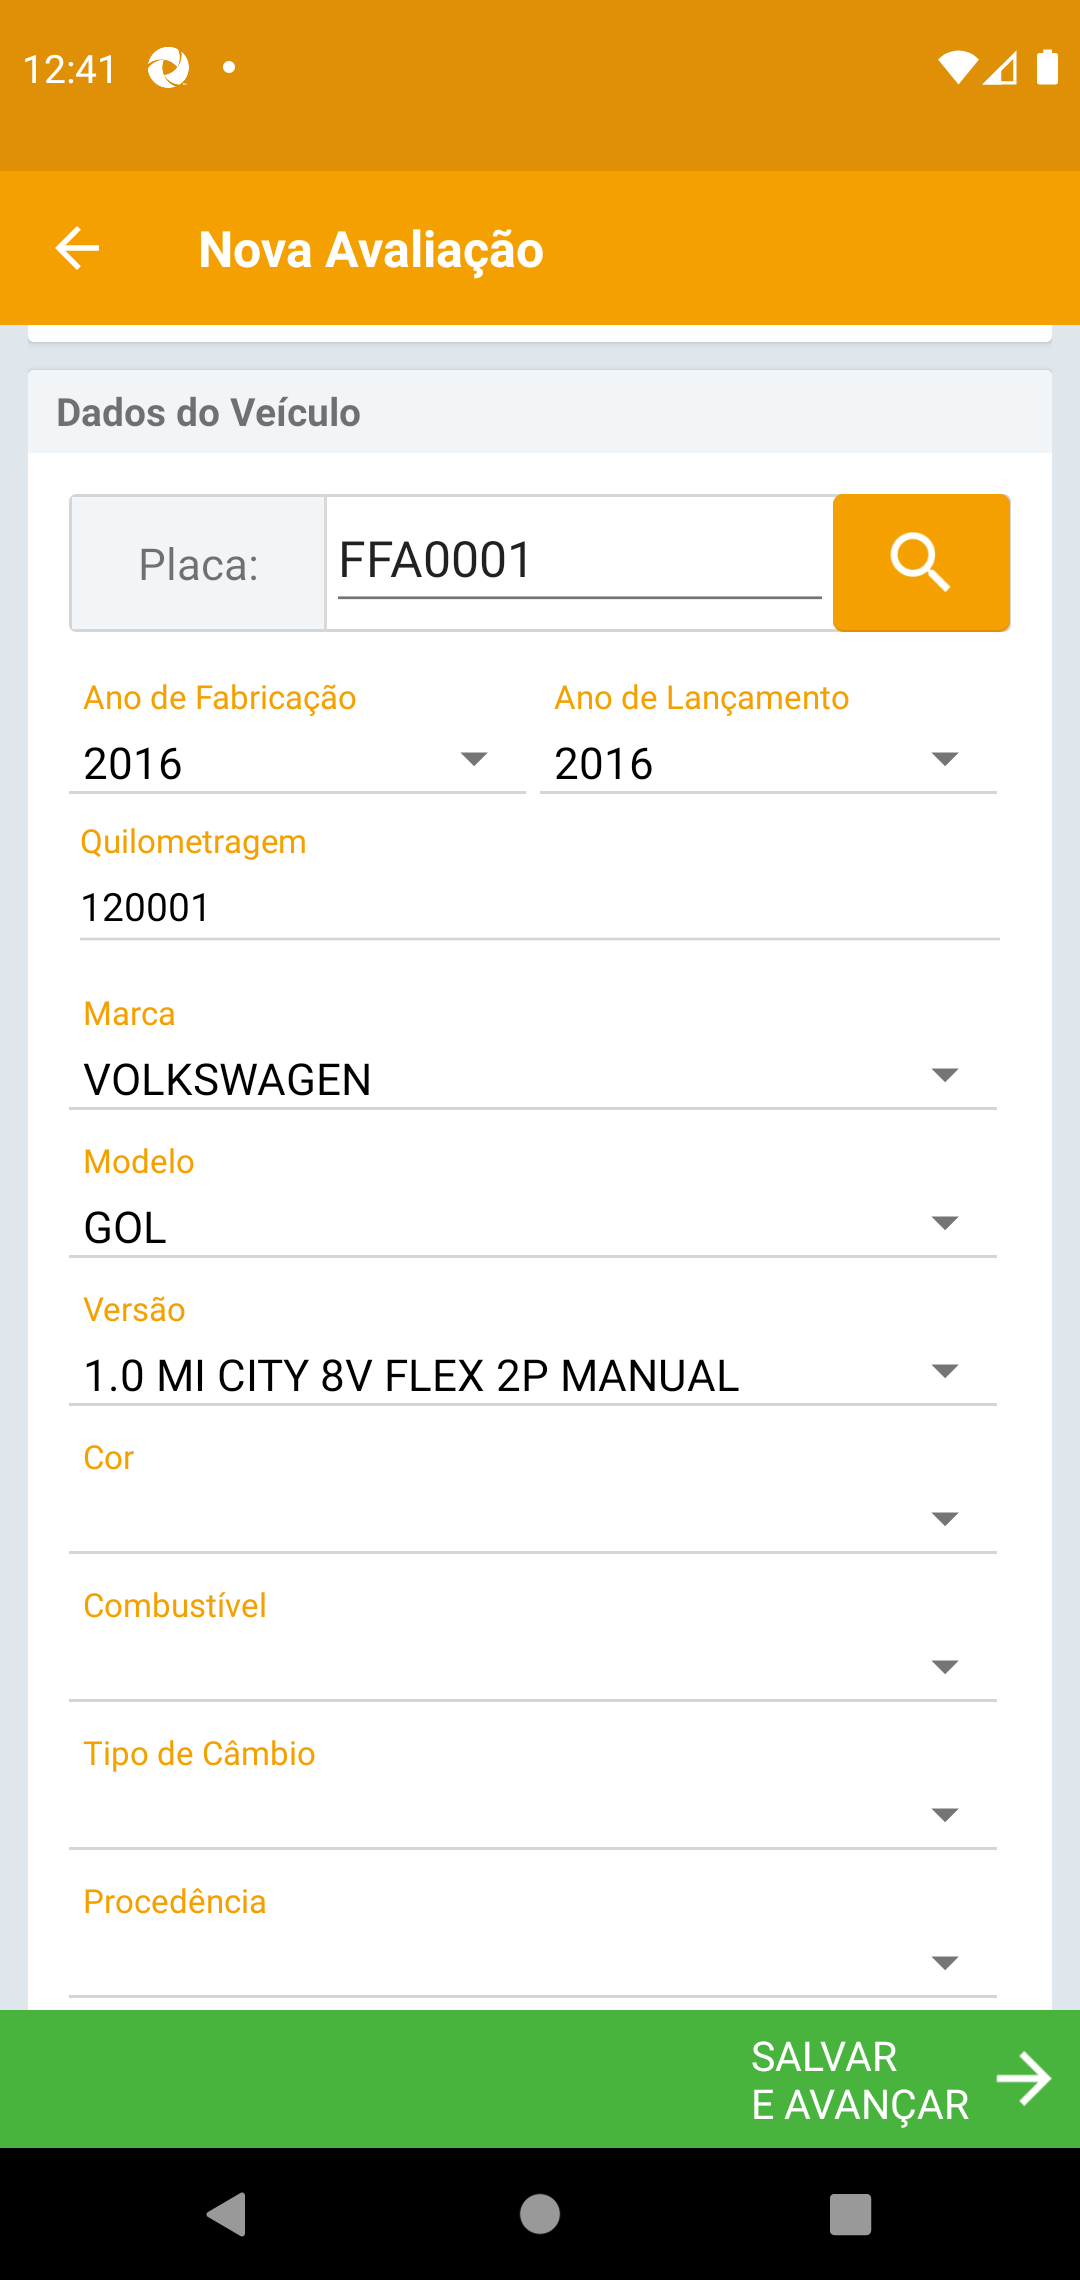 12:41
Nova Avaliação
Dados do Veículo
Placa: FFA0001
Ano de Fabricação Ano de Lançamento
2016 2016
Quilometragem
120001
Marca
VOLKSWAGEN
Modelo
GOL
Versão
1.0 MI CITY 8V FLEX 2P MANUAL
Cor
Combustível
Tipo de Câmbio
Procedência
SALVAR
E AVANÇAR